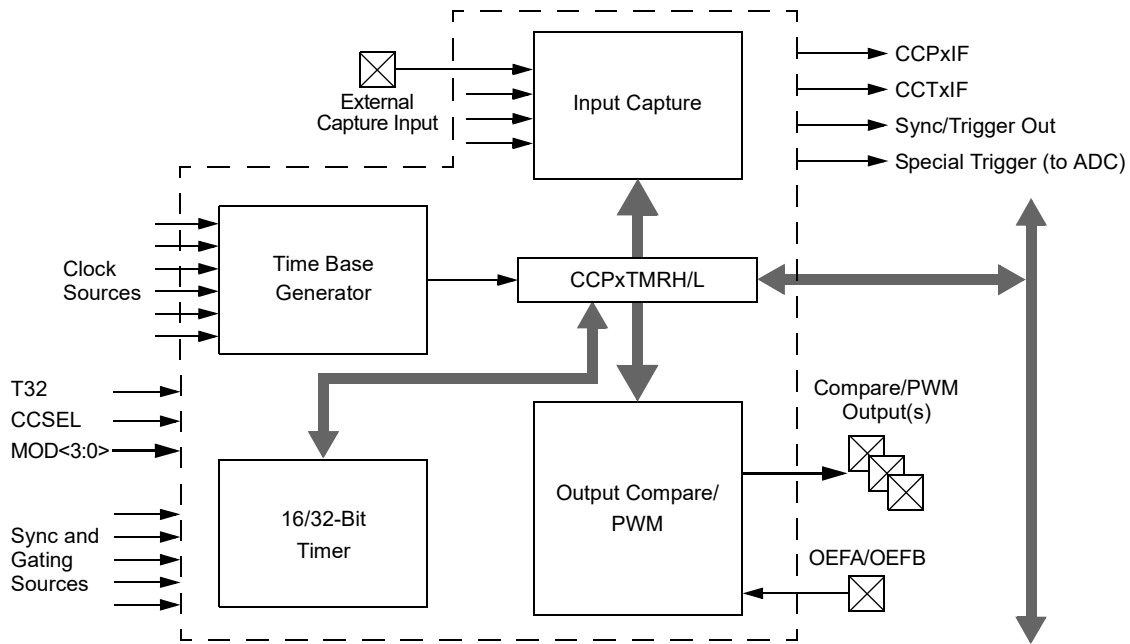 External
Capture Input
Input Capture
CCPxIF
CCTxIF
Sync/Trigger Out
Special Trigger (to ADC)
Clock
Sources
Time Base
Generator
CCPxTMRH/L
T32
CCSEL
MOD<3:0>
Sync and
Gating
Sources
16/32-Bit
Timer
Output Compare/
PWM
Compare/PWM
Output(s)
OEFA/OEFB